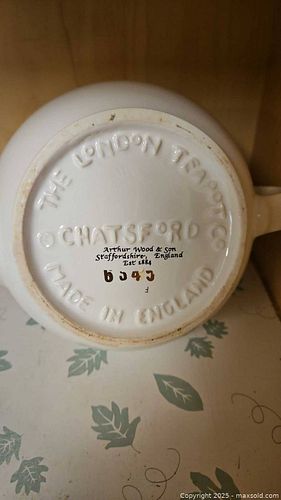 THE LONDON TEAPOT CO
CHATSFORD
Arthur Wood & Son
Staffordshire, England
Est 1884
MADE IN ENGLAND
F
Copyright © 2025 - maxsold.com